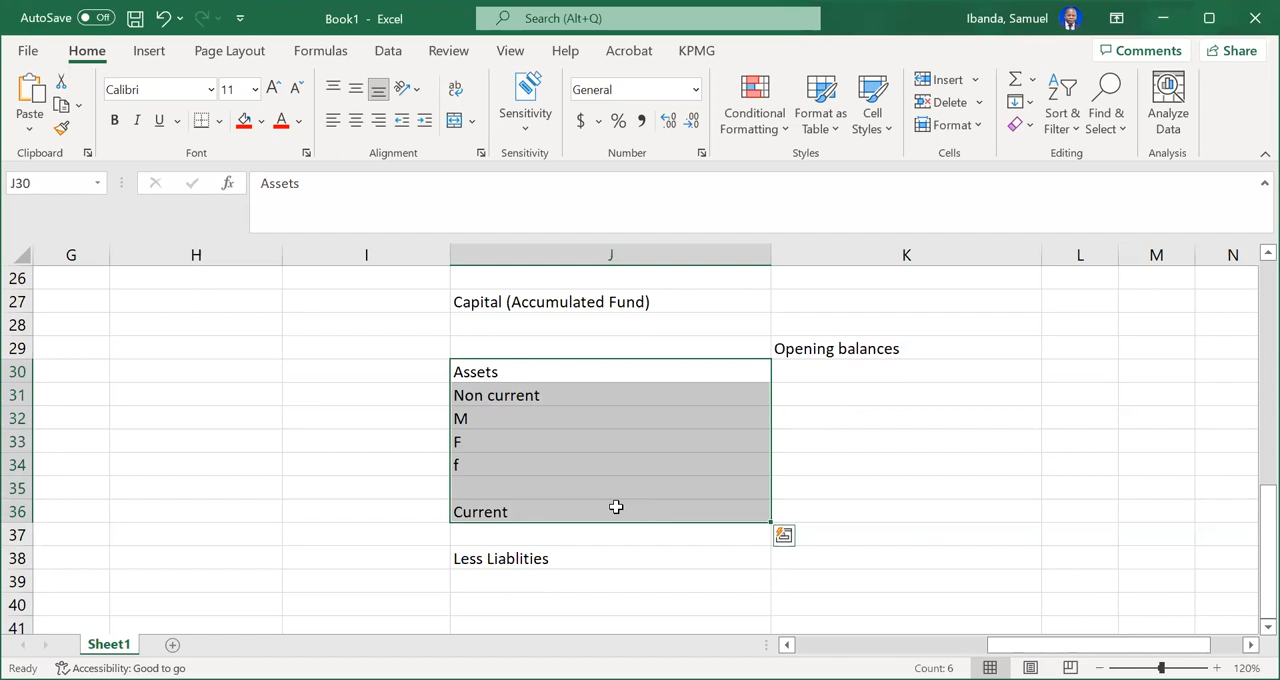 AutoSave Off Book1 - Excel Search (Alt+Q) Ibanda, Samuel
File Home Insert Page Layout Formulas Data Review View Help Acrobat KPMG Comments Share
Calibri 11 General
Paste
B I U A
ab
Sensitivity
$ % 9
Conditional Formatting
Format as Table
Cell Styles
Insert
Delete
Format
Sort & Filter
Find & Select
Analyze Data
Clipboard Font Alignment Sensitivity Number Styles Cells Editing Analysis
J30 fx Assets
G H I J K L M N
26
27 Capital (Accumulated Fund)
28
29 Opening balances
30 Assets
31 Non current
32 M
33 F
34 f
35
36 Current
37
38 Less Liablities
39
40
41
Sheet1
Ready Accessibility: Good to go Count: 6 120%